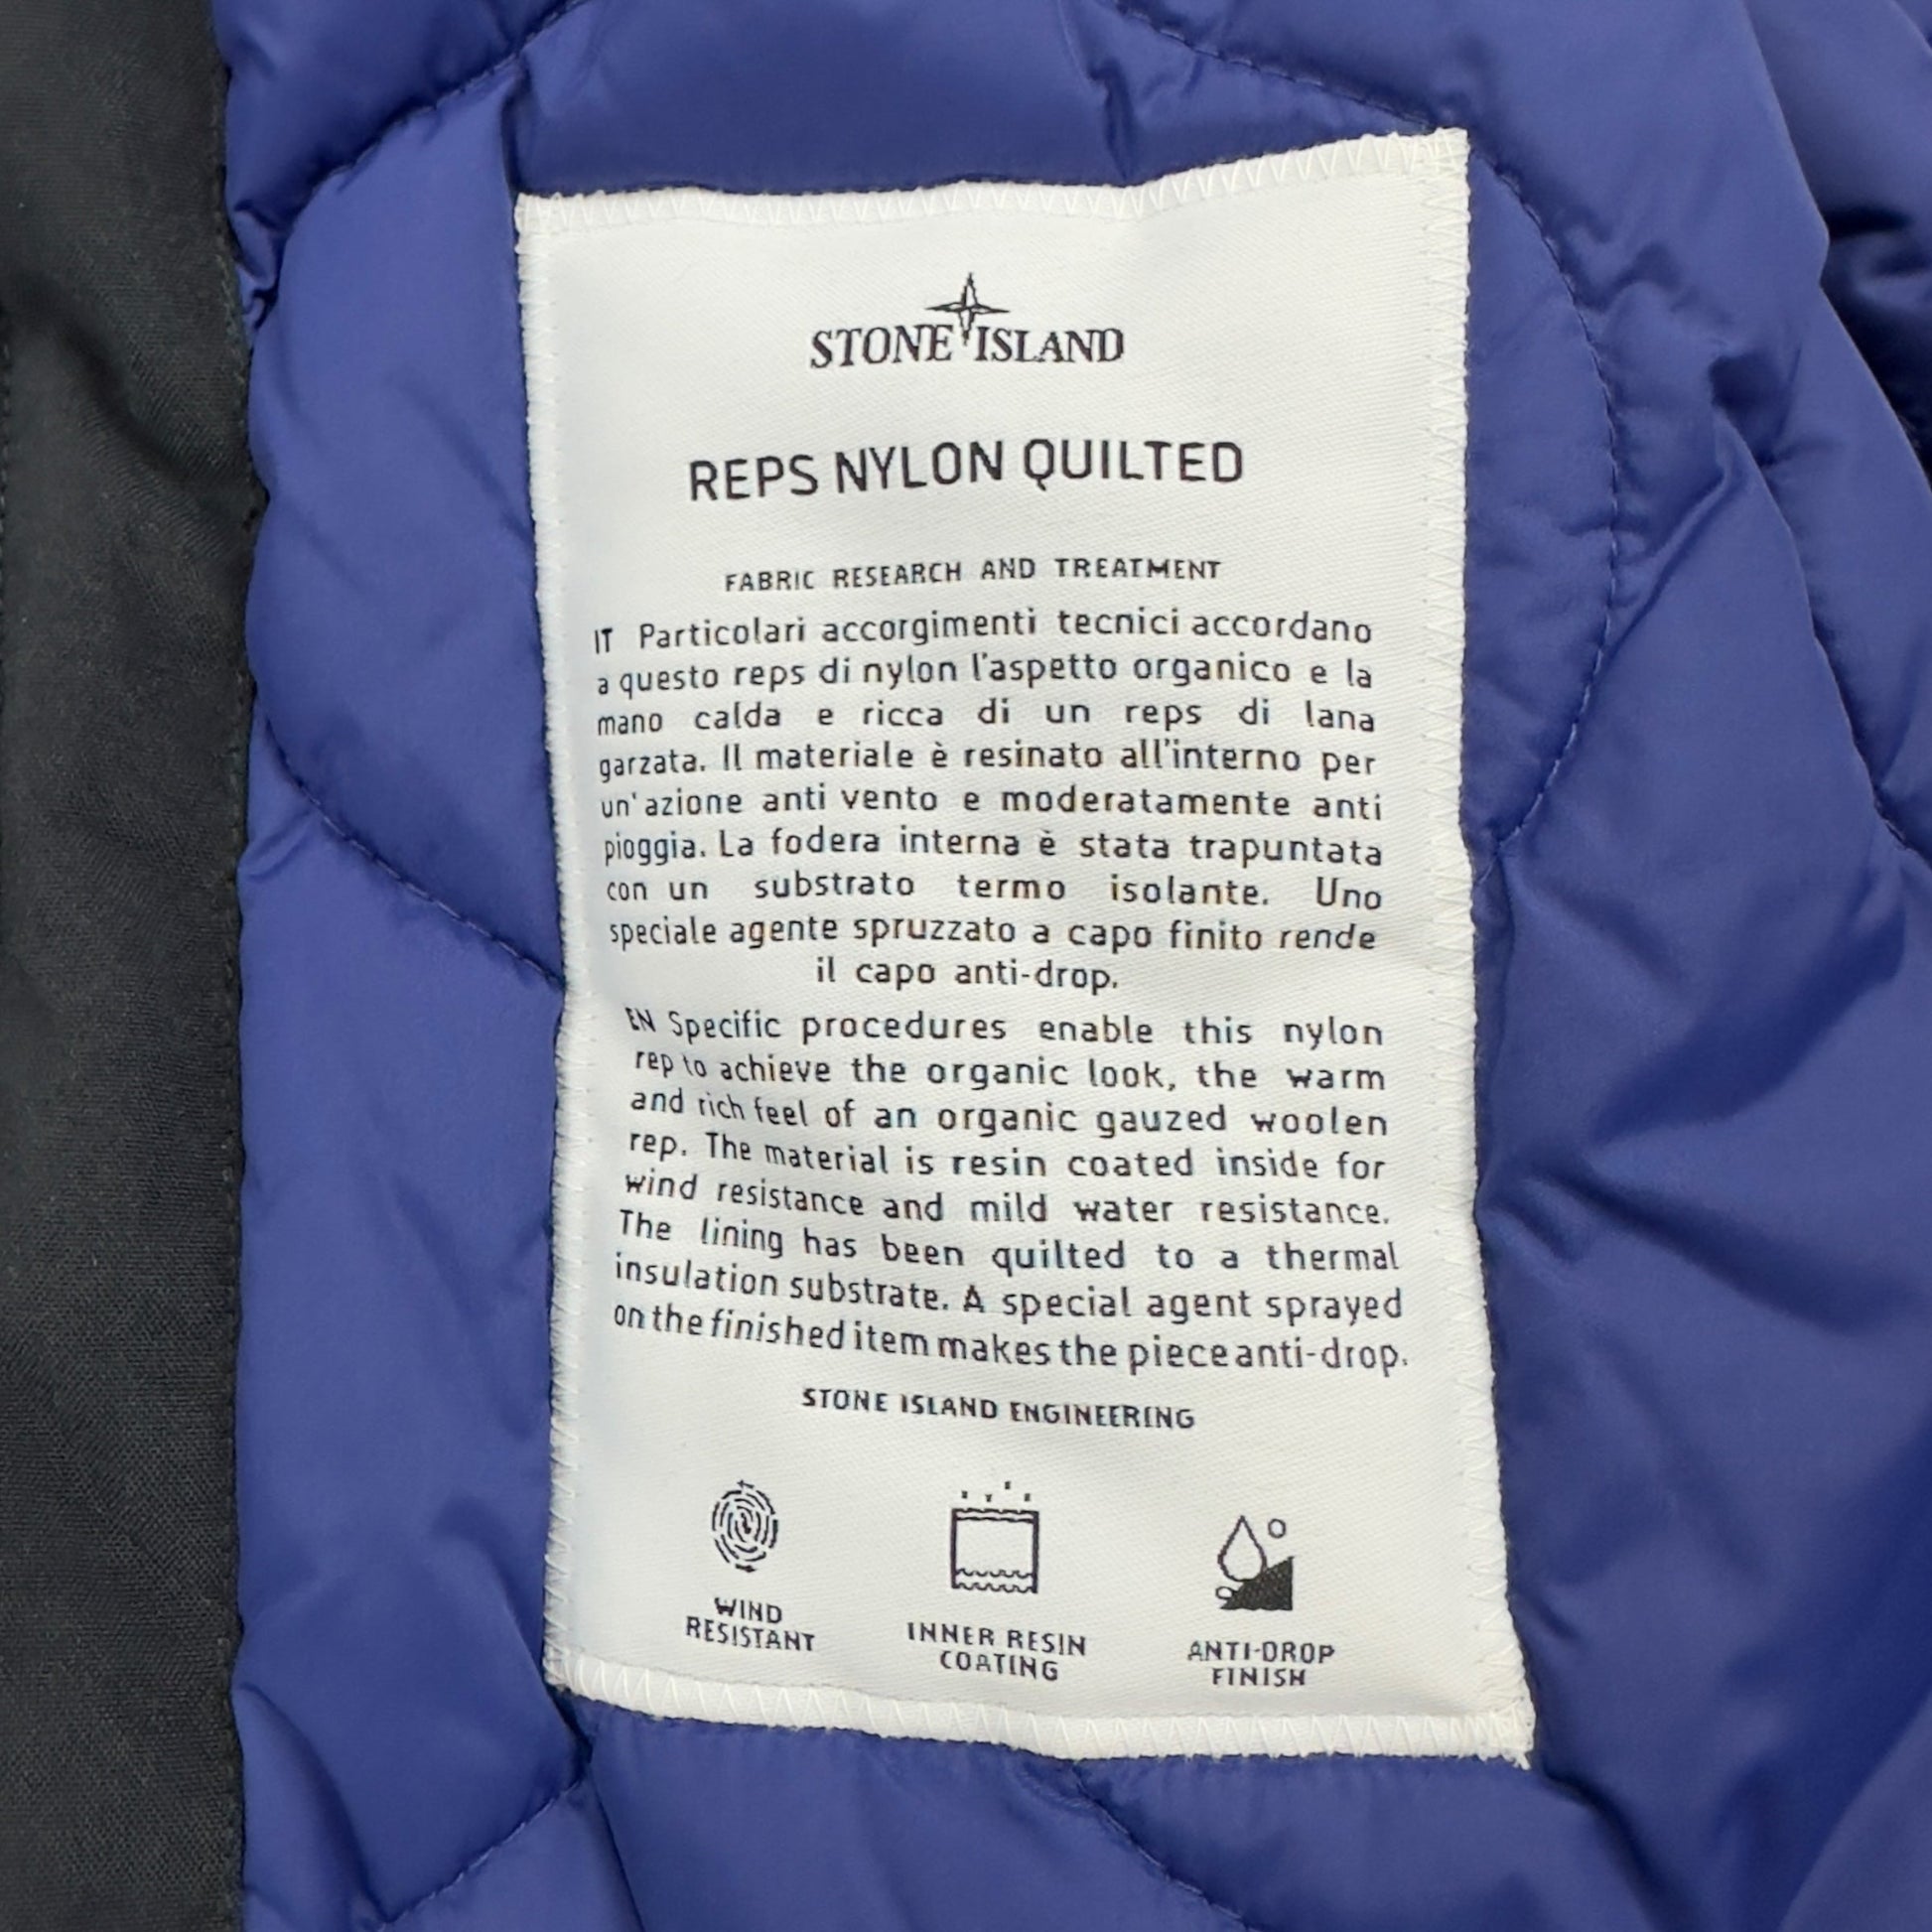 STONE ISLAND
REPS NYLON QUILTED
FABRIC RESEARCH AND TREATMENT
IT Particolari accorgimenti tecnici accordano
a questo reps di nylon l'aspetto organico e la
mano calda e ricca di un reps di lana
garzata. Il materiale è resinato all'interno per
un'azione anti vento e moderatamente anti
pioggia. La fodera interna è stata trapuntata
con un substrato termo isolante. Uno
speciale agente spruzzato a capo finito rende
il capo anti-drop.
EN Specific procedures enable this nylon
rep to achieve the organic look, the warm
and rich feel of an organic gauzed woolen
rep. The material is resin coated inside for
wind resistance and mild water resistance.
The lining has been quilted to a thermal
insulation substrate. A special agent sprayed
on the finished item makes the piece anti-drop.
STONE ISLAND ENGINEERING
WIND
RESISTANT
INNER RESIN
COATING
ANTI-DROP
FINISH